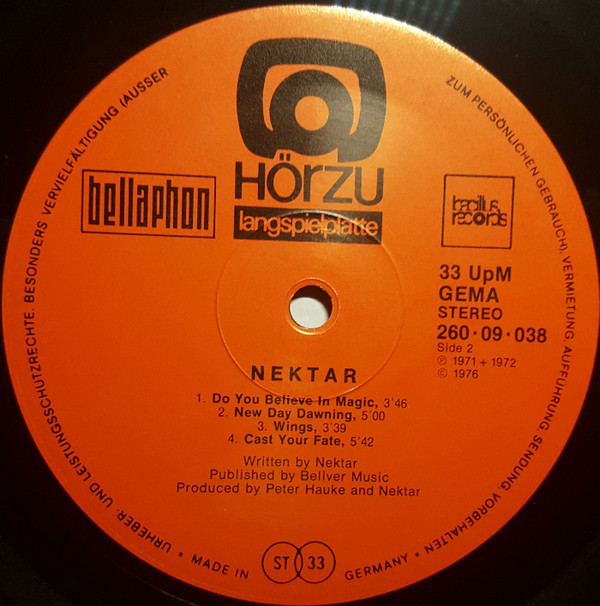 URHEBER- UND LEISTUNGSSCHUTZRECHTE. BESONDERS VERVIELFÄLTIGUNG (AUSSER
ZUM PERSÖNLICHEN GEBRAUCH), VERMIETUNG, AUFFÜHRUNG, SENDUNG, VORBEHALTEN •
HÖRZU
langspielplatte
bellaphon
bacillus
records
33 UpM
GEMA
STEREO
260·09·038
Side 2
℗ 1971 + 1972
© 1976
NEKTAR
1. Do You Believe In Magic, 3'46
2. New Day Dawning, 5'00
3. Wings, 3'39
4. Cast Your Fate, 5'42
Written by Nektar
Published by Bellver Music
Produced by Peter Hauke and Nektar
• MADE IN
ST 33
GERMANY •